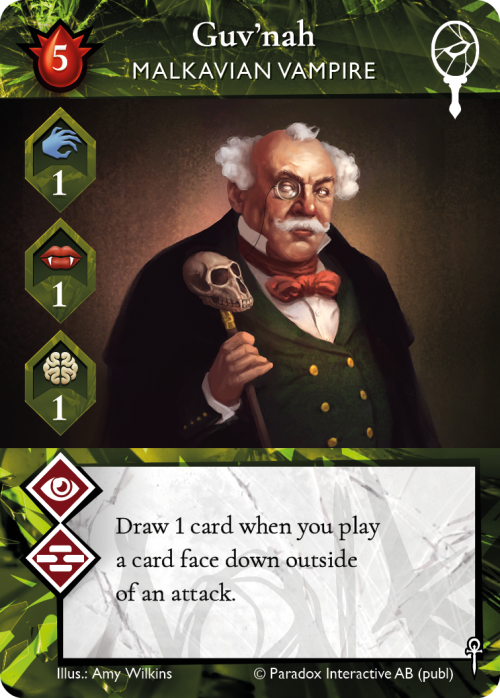 5
Guv’nah
MALKAVIAN VAMPIRE
1
1
1
Draw 1 card when you play
a card face down outside
of an attack.
Illus.: Amy Wilkins
© Paradox Interactive AB (publ)